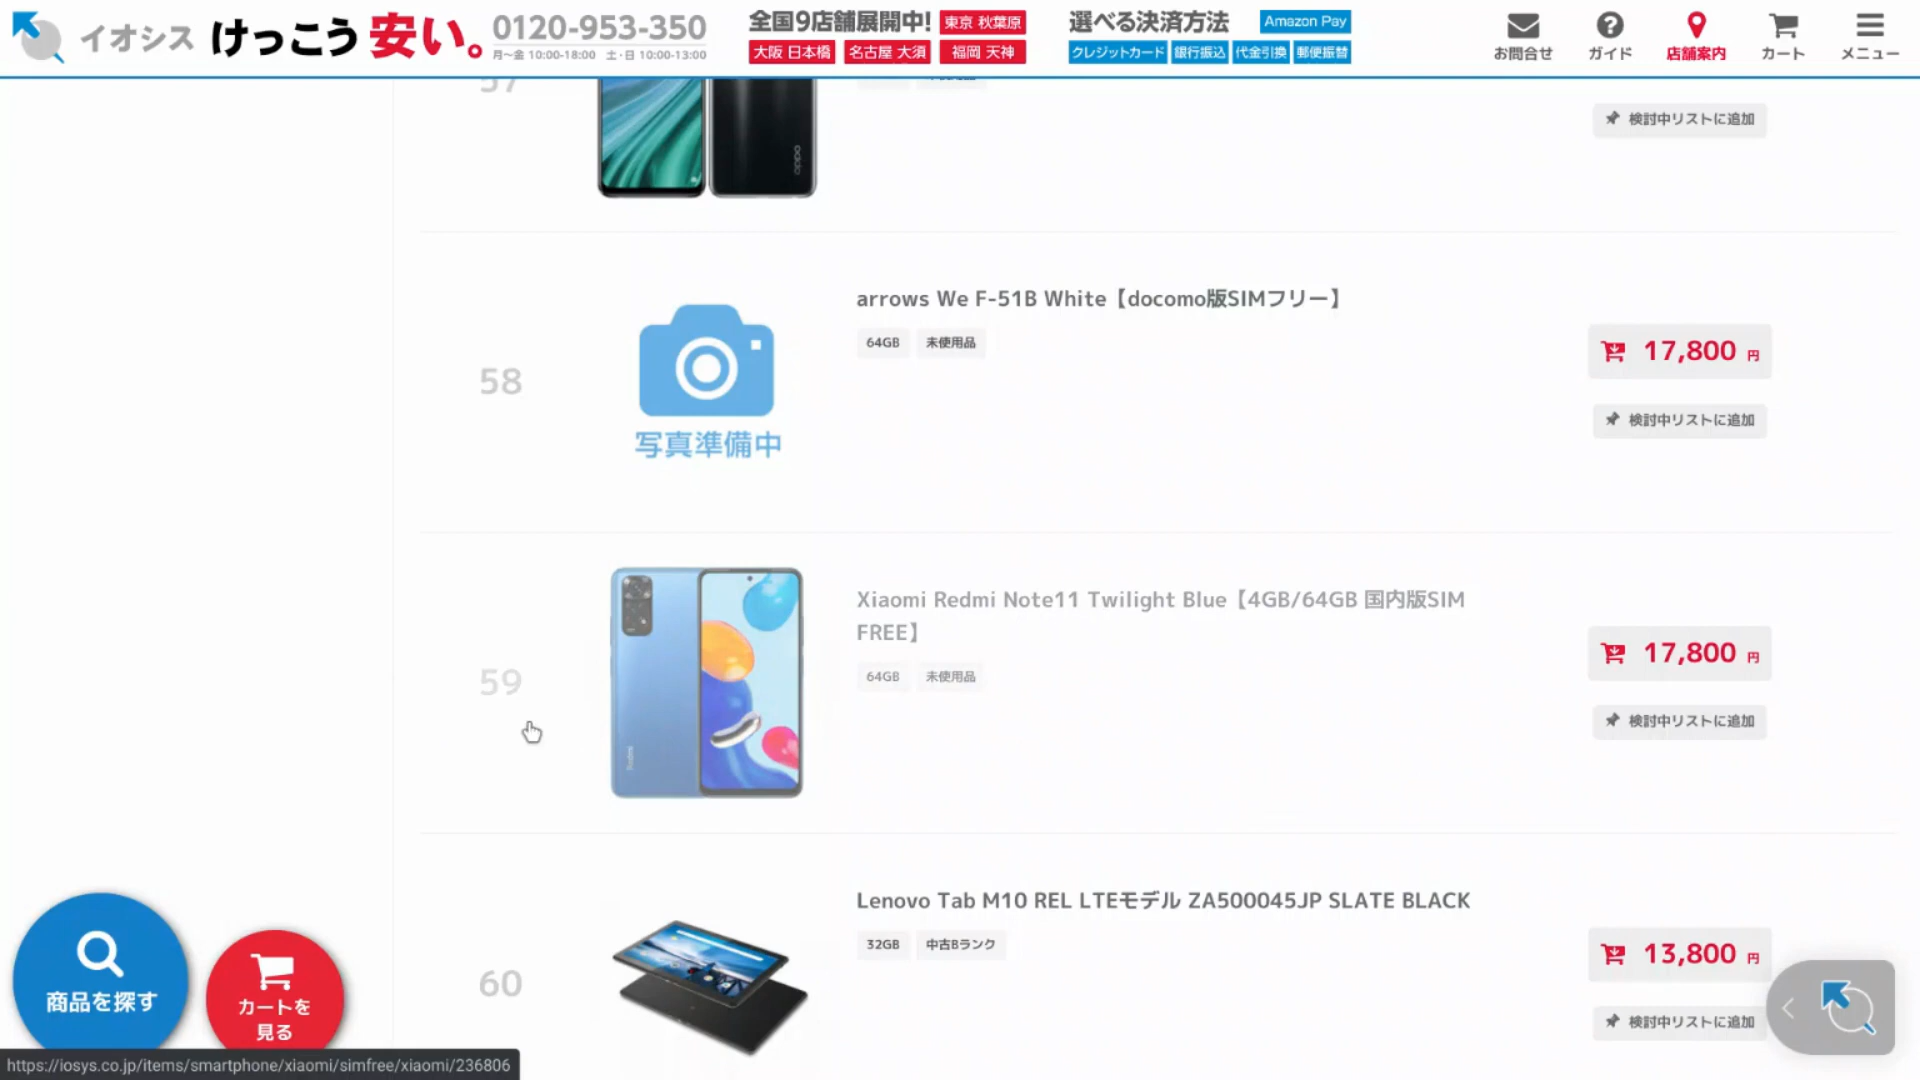 イオシス けっこう安い。
0120-953-350
月〜金 10:00-18:00 土・日 10:00-13:00
全国9店舗展開中! 東京 秋葉原
大阪 日本橋 名古屋 大須 福岡 天神
選べる決済方法 Amazon Pay
クレジットカード 銀行振込 代金引換 郵便振替
お問合せ
ガイド
店舗案内
カート
メニュー
57
oppo
検討中リストに追加
58
写真準備中
arrows We F-51B White【docomo版SIMフリー】
64GB 未使用品
17,800 円
検討中リストに追加
59
Redmi
Xiaomi Redmi Note11 Twilight Blue【4GB/64GB 国内版SIM
FREE】
64GB 未使用品
17,800 円
検討中リストに追加
60
Lenovo Tab M10 REL LTEモデル ZA500045JP SLATE BLACK
32GB 中古Bランク
13,800 円
検討中リストに追加
商品を探す
カートを
見る
https://iosys.co.jp/items/smartphone/xiaomi/simfree/xiaomi/236806